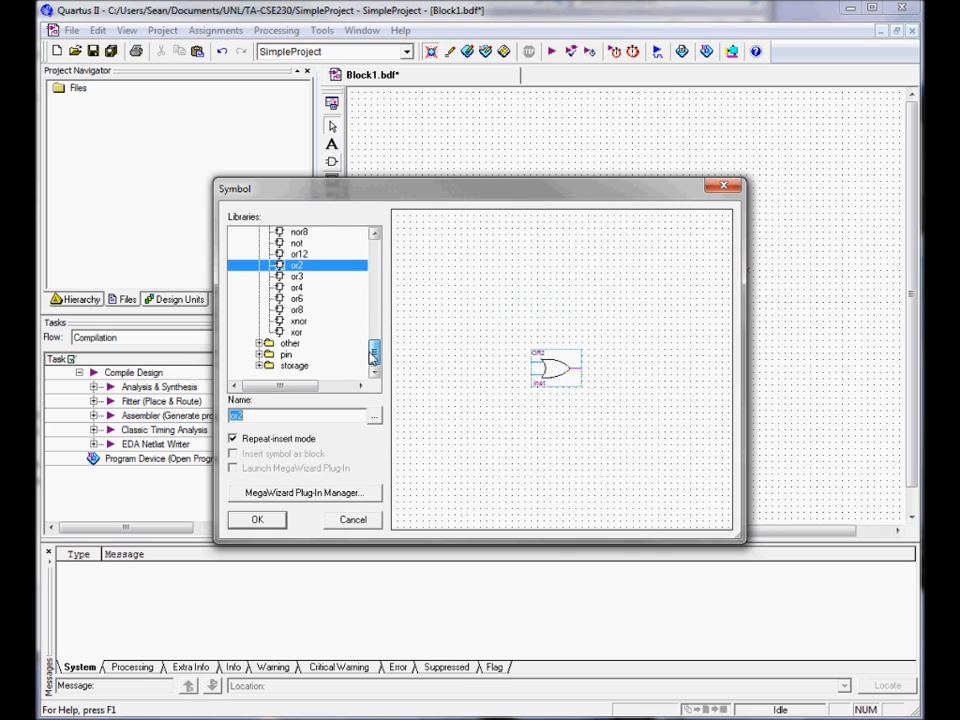 Quartus II - C:/Users/Sean/Documents/UNL/TA-CSE230/SimpleProject - SimpleProject - [Block1.bdf*]
File Edit View Project Assignments Processing Tools Window Help
SimpleProject
Project Navigator
Files
Block1.bdf*
A
Symbol
Libraries:
nor8
not
or12
or2
or3
or4
or6
or8
xnor
xor
other
pin
storage
Name:
or2
...
Repeat-insert mode
Insert symbol as block
Launch MegaWizard Plug-In
MegaWizard Plug-In Manager...
OK Cancel
OR2
inst
Hierarchy Files Design Units
Tasks
Flow: Compilation
Task
Compile Design
Analysis & Synthesis
Fitter (Place & Route)
Assembler (Generate pro
Classic Timing Analysis
EDA Netlist Writer
Program Device (Open Progr
Type Message
Messages
System Processing Extra Info Info Warning Critical Warning Error Suppressed Flag
Message: Location: Locate
For Help, press F1 Idle NUM